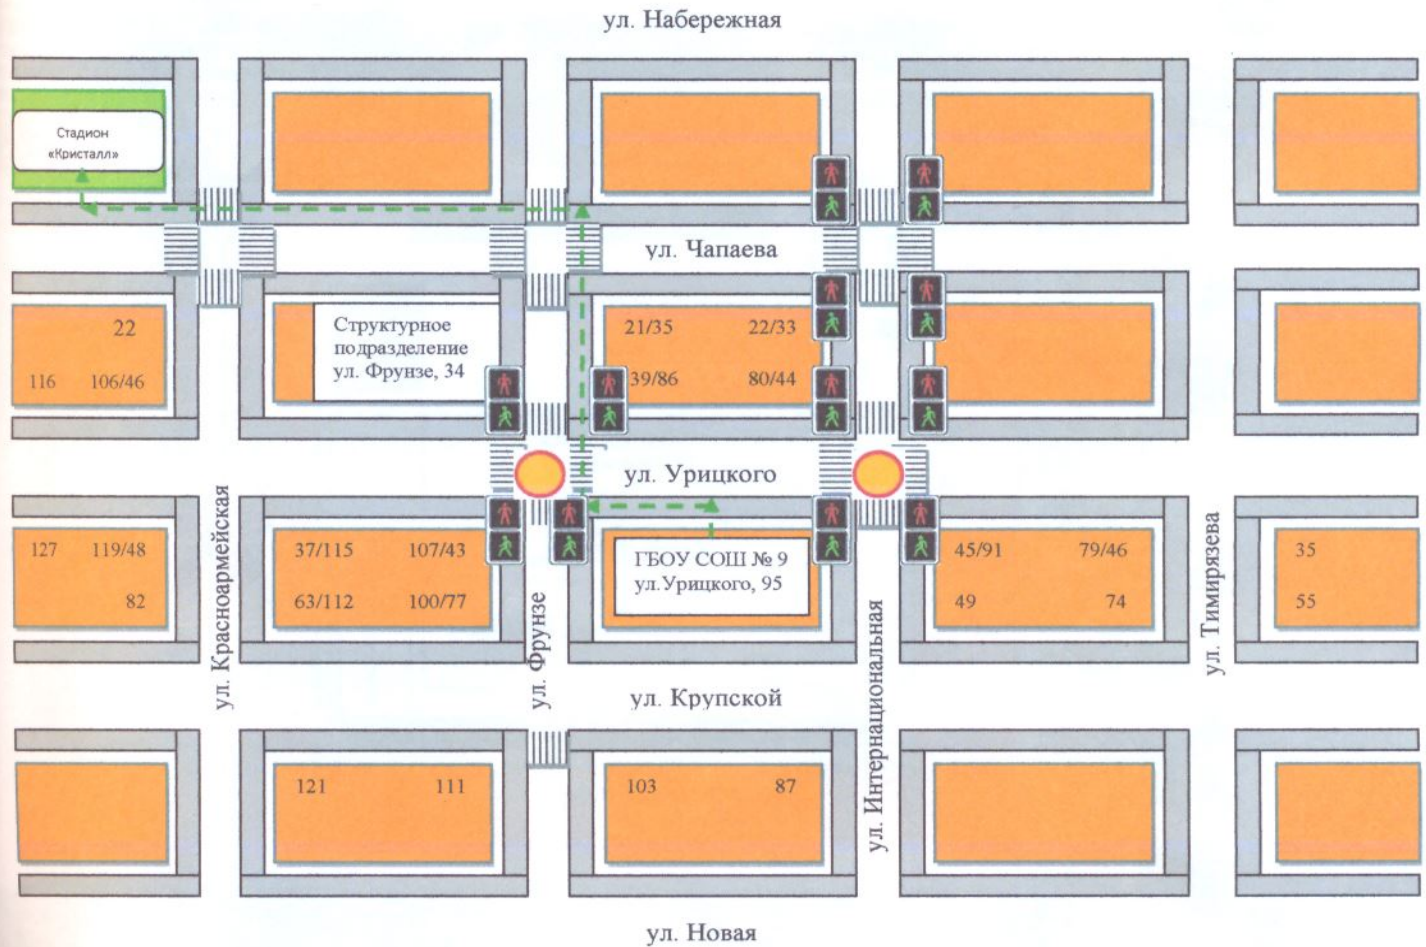 ул. Набережная
Стадион
«Кристалл»
ул. Чапаева
22
116 106/46
Структурное
подразделение
ул. Фрунзе, 34
21/35 22/33
39/86 80/44
ул. Урицкого
ул. Красноармейская
ул. Фрунзе
ул. Интернациональная
ул. Тимирязева
127 119/48
82
37/115 107/43
63/112 100/77
ГБОУ СОШ № 9
ул.Урицкого, 95
45/91 79/46
49 74
35
55
ул. Крупской
121 111
103 87
ул. Новая